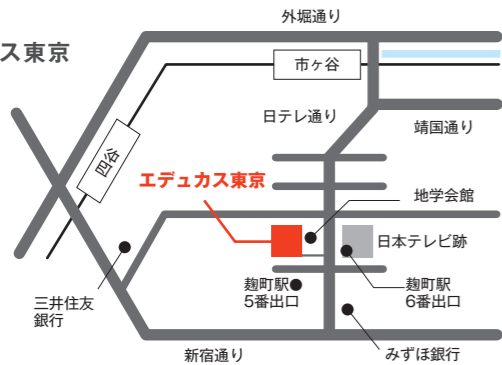 外堀通り
ス東京
市ヶ谷
日テレ通り
靖国通り
四谷
エデュカス東京
地学会館
日本テレビ跡
麹町駅
5番出口
麹町駅
6番出口
三井住友
銀行
新宿通り
みずほ銀行